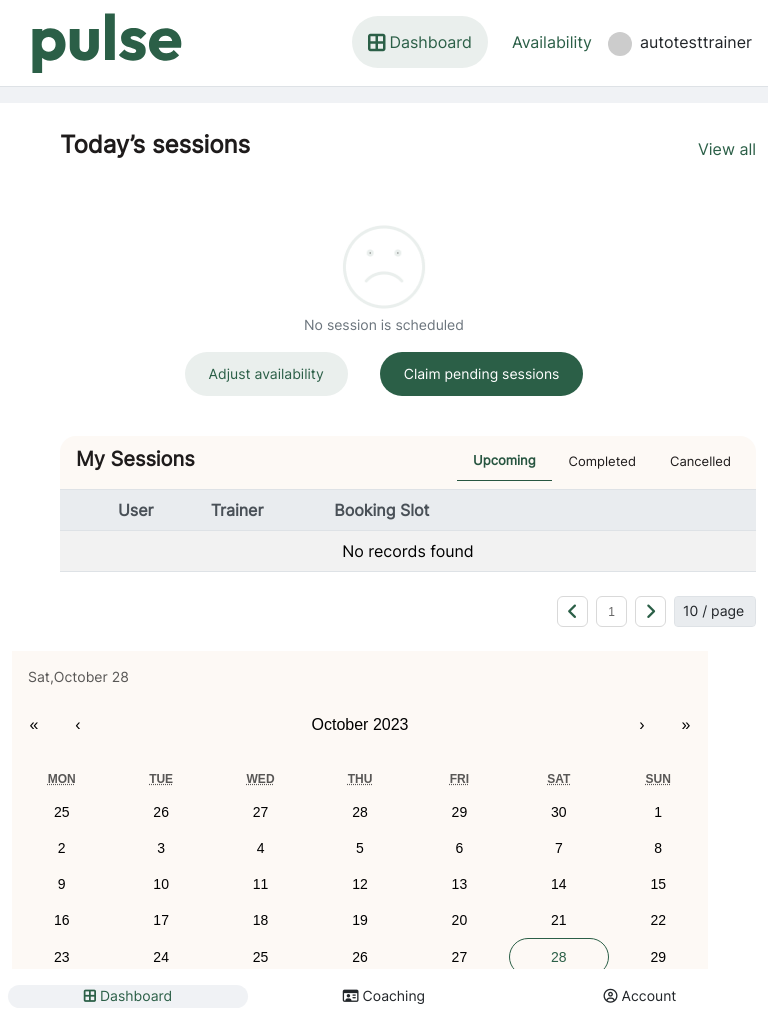 pulse
Dashboard
Availability
autotesttrainer
Today’s sessions
View all
No session is scheduled
Adjust availability
Claim pending sessions
My Sessions
Upcoming
Completed
Cancelled
User Trainer Booking Slot
No records found
1
10 / page
Sat,October 28
« ‹ October 2023 › »
MON TUE WED THU FRI SAT SUN
25 26 27 28 29 30 1
2 3 4 5 6 7 8
9 10 11 12 13 14 15
16 17 18 19 20 21 22
23 24 25 26 27 28 29
Dashboard
Coaching
Account